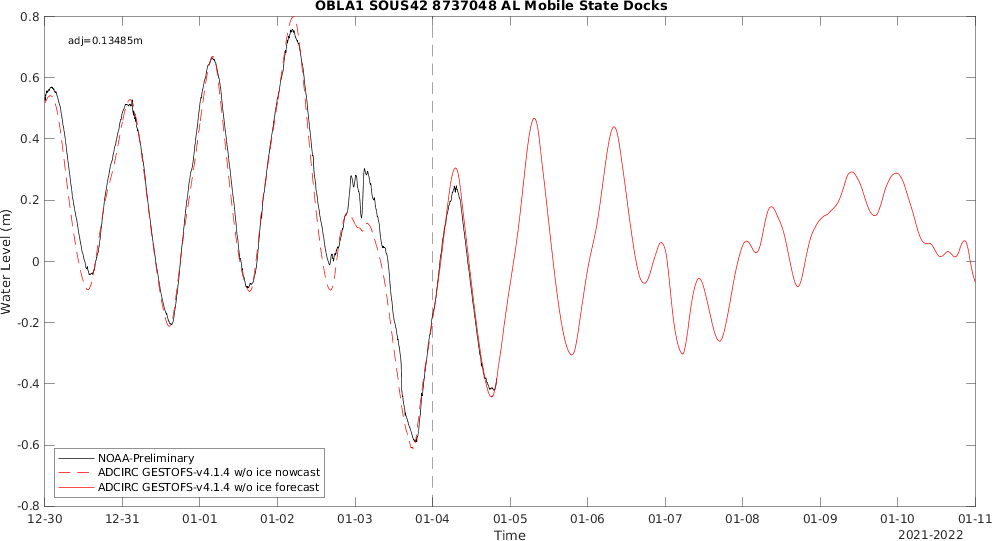 OBLA1 SOUS42 8737048 AL Mobile State Docks
adj=0.13485m
0.8
0.6
0.4
0.2
0
-0.2
-0.4
-0.6
-0.8
Water Level (m)
NOAA-Preliminary
ADCIRC GESTOFS-v4.1.4 w/o ice nowcast
ADCIRC GESTOFS-v4.1.4 w/o ice forecast
12-30 12-31 01-01 01-02 01-03 01-04 01-05 01-06 01-07 01-08 01-09 01-10 01-11
Time
2021-2022